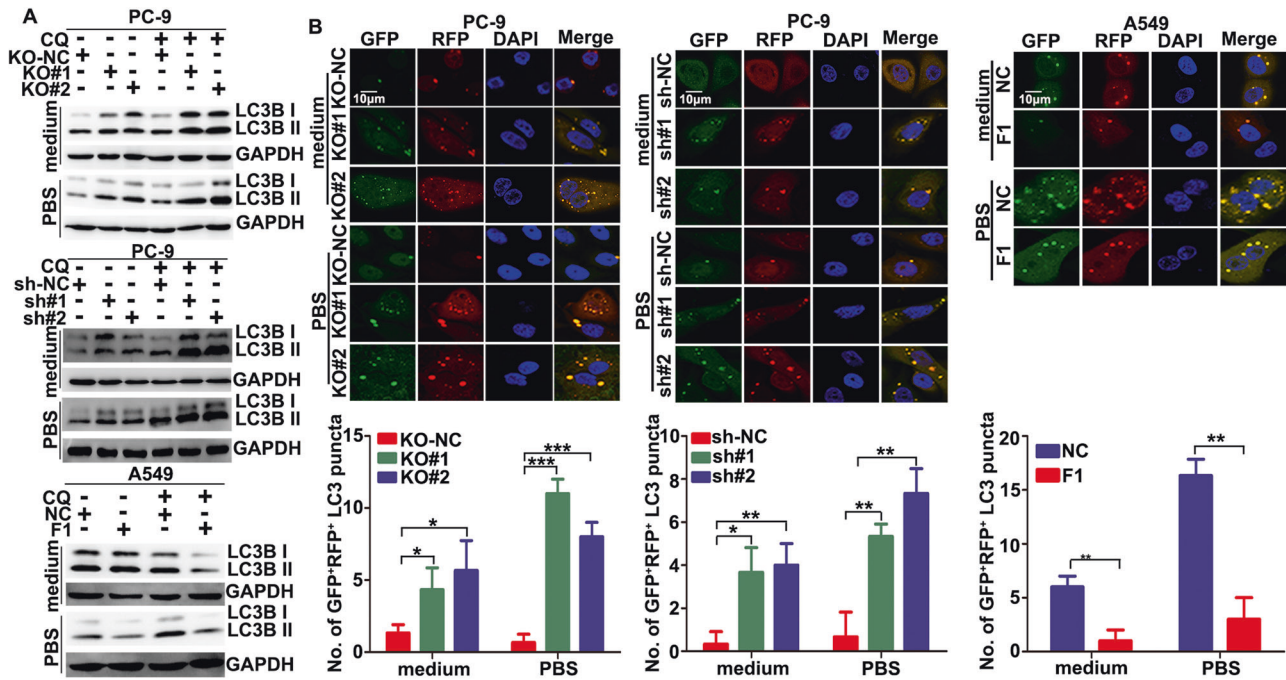 A
PC-9
CQ - - - + + +
KO-NC + - - + - -
KO#1 - + - - + -
KO#2 - - + - - +
medium
LC3B I
LC3B II
GAPDH
PBS
LC3B I
LC3B II
GAPDH
PC-9
CQ - - - + + +
sh-NC + - - + - -
sh#1 - + - - + -
sh#2 - - + - - +
medium
LC3B I
LC3B II
GAPDH
PBS
LC3B I
LC3B II
GAPDH
A549
CQ - - + +
NC + - + -
F1 - + - +
medium
LC3B I
LC3B II
GAPDH
PBS
LC3B I
LC3B II
GAPDH
B
PC-9
GFP RFP DAPI Merge
10μm
medium
KO-NC
KO#1
KO#2
PBS
KO-NC
KO#1
KO#2
PC-9
GFP RFP DAPI Merge
10μm
medium
sh-NC
sh#1
sh#2
PBS
sh-NC
sh#1
sh#2
A549
GFP RFP DAPI Merge
10μm
medium
NC
F1
PBS
NC
F1
No. of GFP⁺RFP⁺ LC3 puncta
15
10
5
0
KO-NC
KO#1
KO#2
*
*
***
***
medium PBS
No. of GFP⁺RFP⁺ LC3 puncta
10
8
6
4
2
0
sh-NC
sh#1
sh#2
**
*
**
**
medium PBS
No. of GFP⁺RFP⁺ LC3 puncta
20
15
10
5
0
NC
F1
**
**
medium PBS